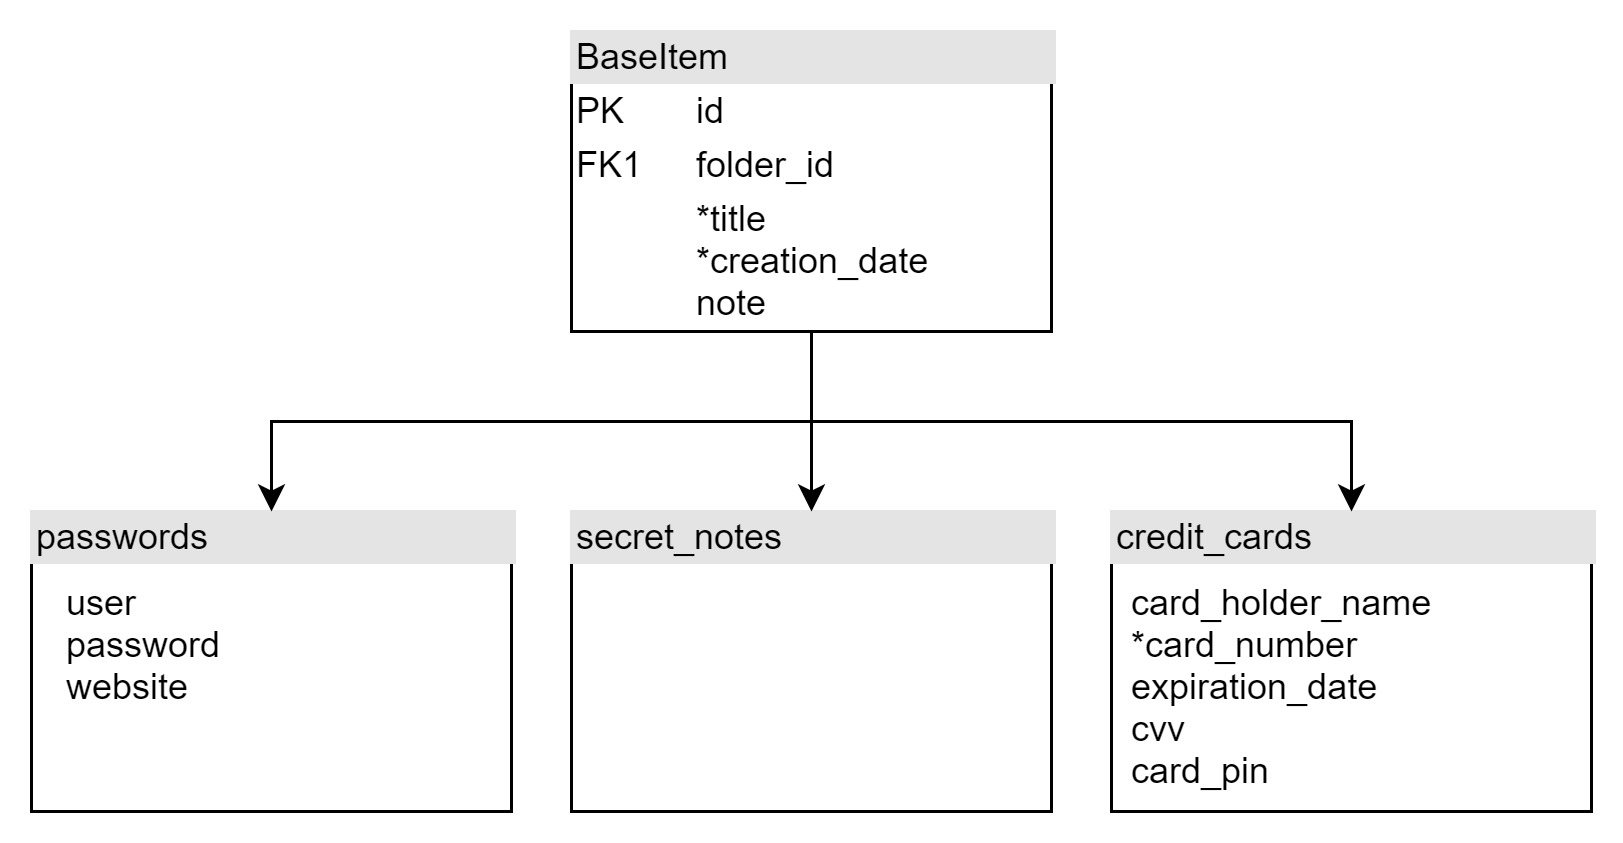 BaseItem
PK id
FK1 folder_id
*title
*creation_date
note
passwords
user
password
website
secret_notes
credit_cards
card_holder_name
*card_number
expiration_date
cvv
card_pin